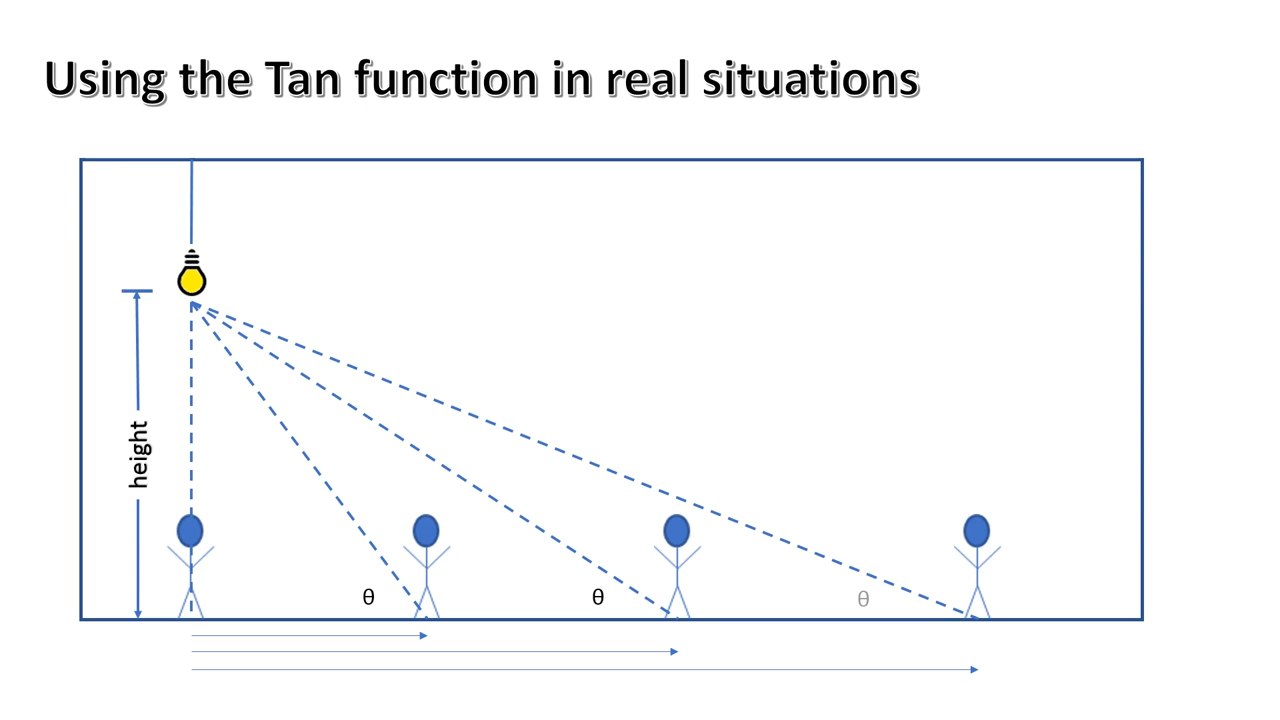 Using the Tan function in real situations
height
θ
θ
θ